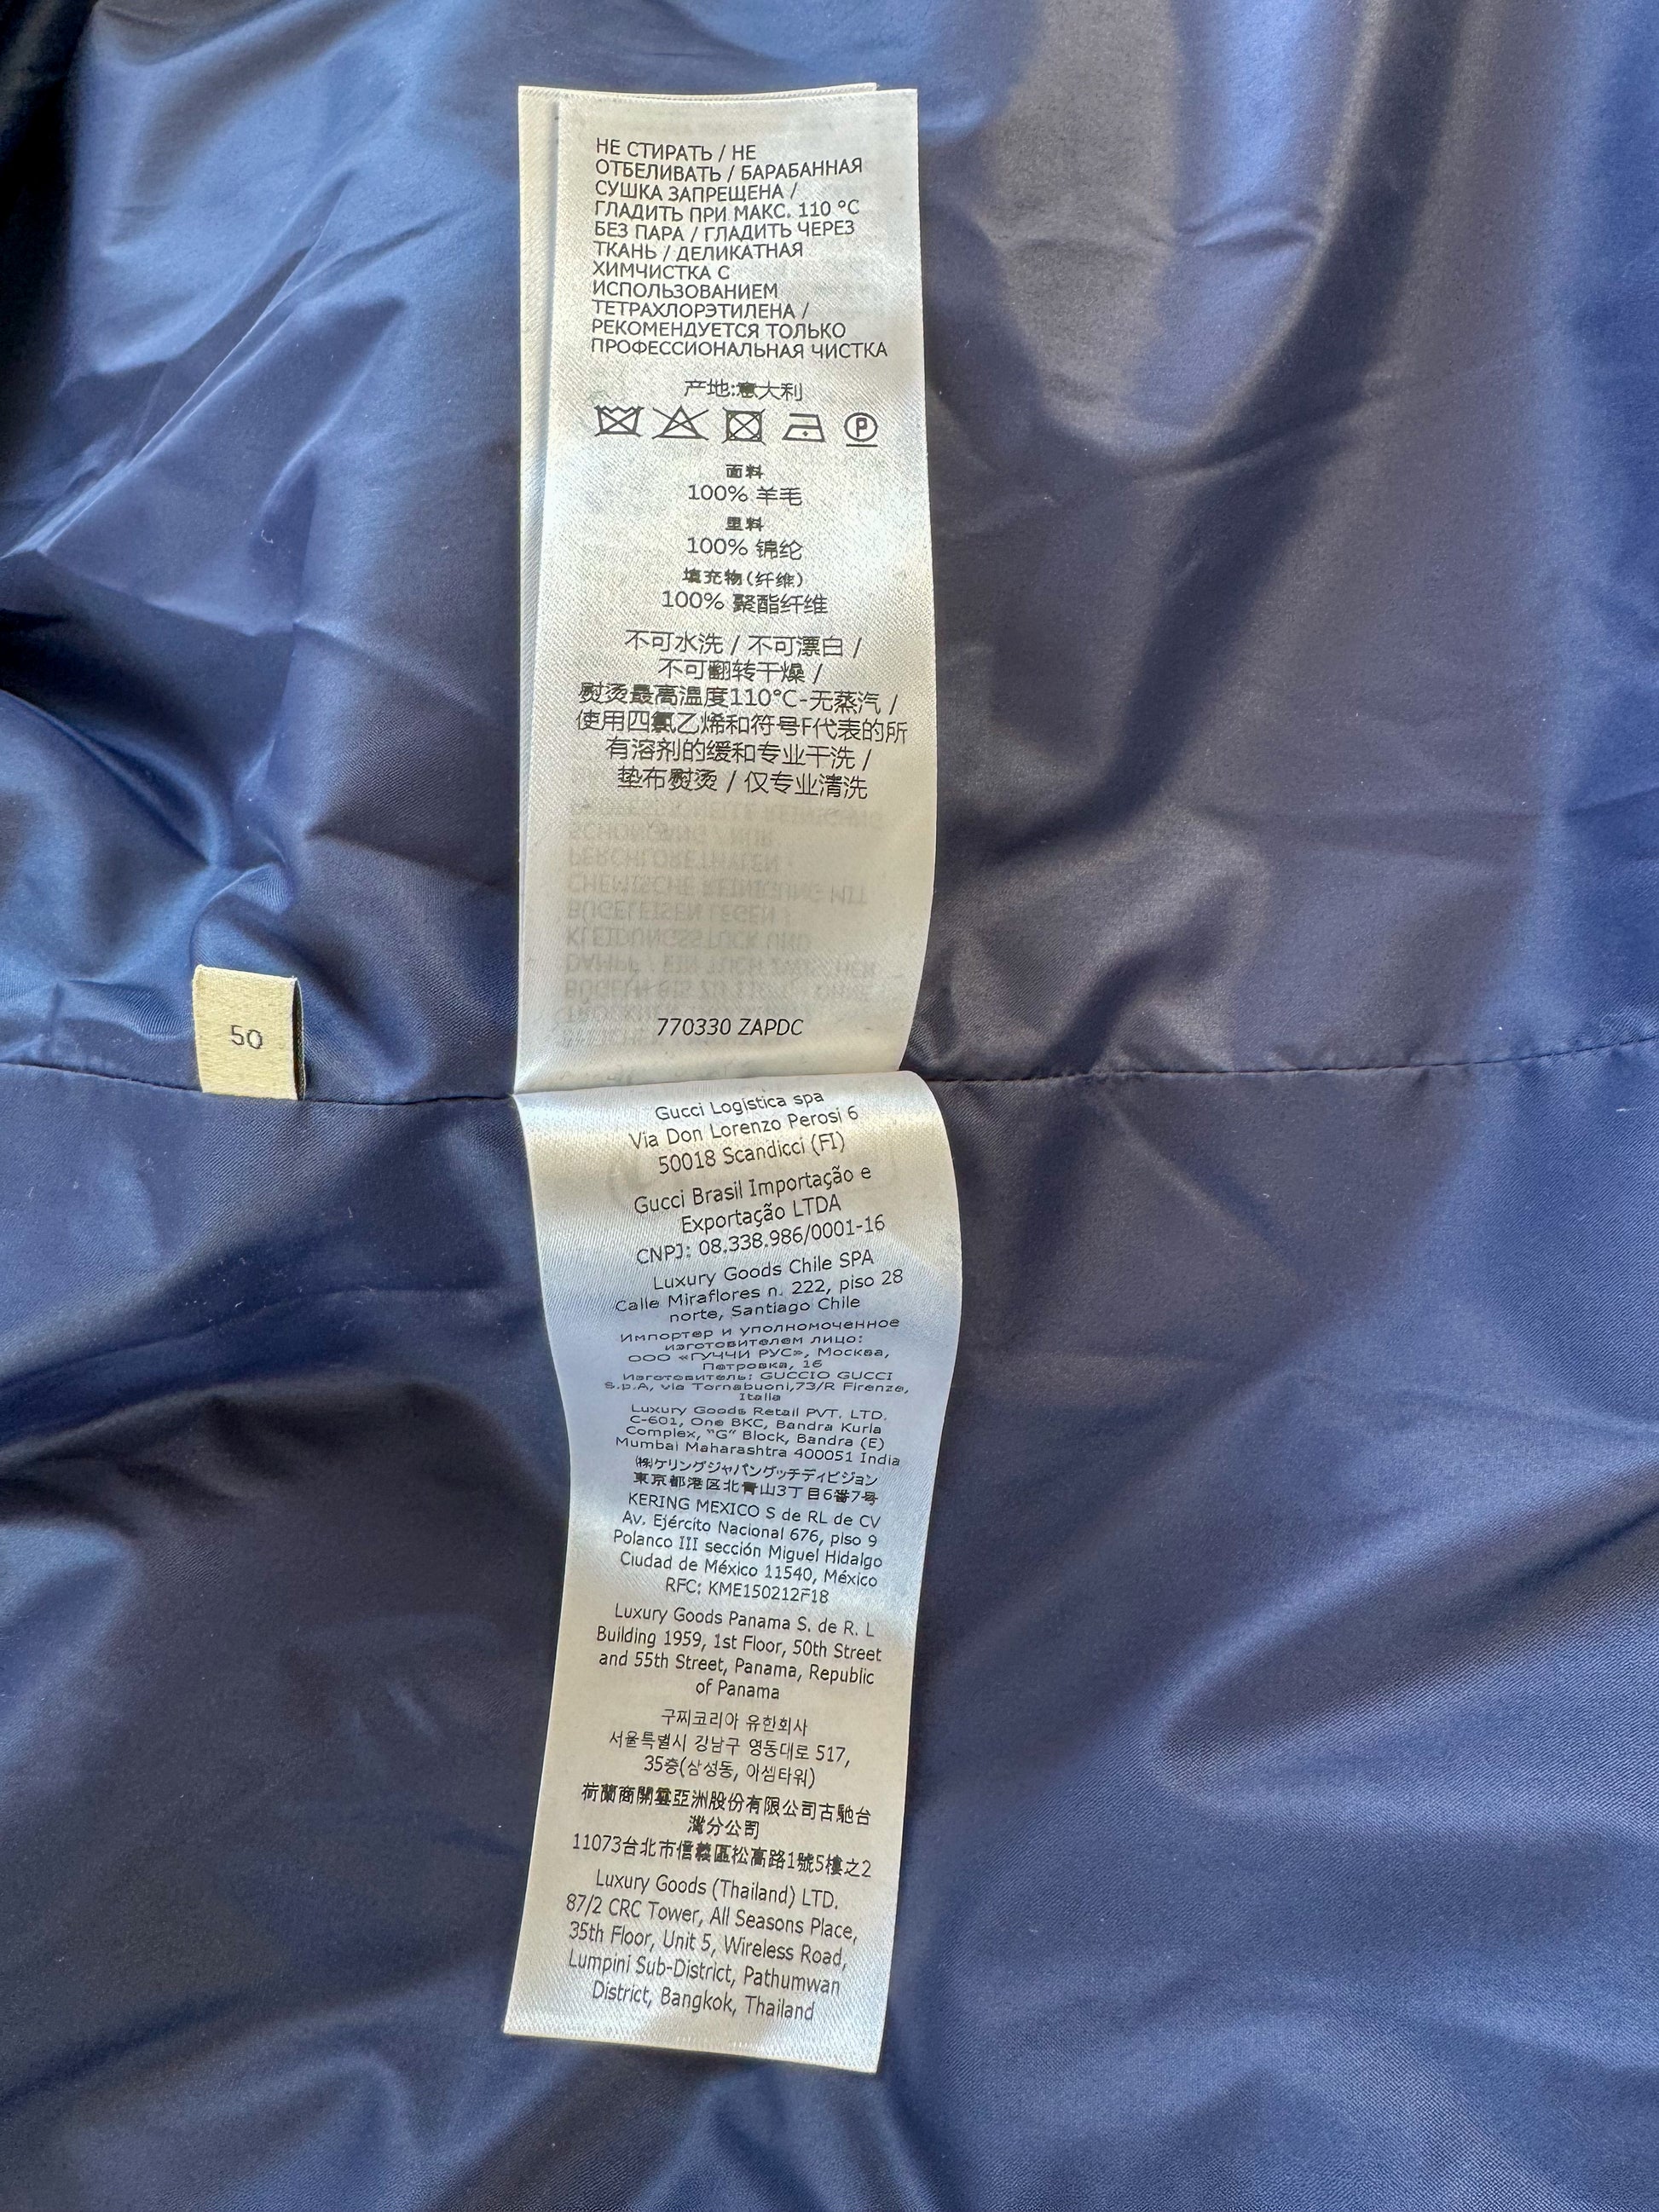 НЕ СТИРАТЬ / НЕ
ОТБЕЛИВАТЬ / БАРАБАННАЯ
СУШКА ЗАПРЕЩЕНА /
ГЛАДИТЬ ПРИ МАКС. 110 °C
БЕЗ ПАРА / ГЛАДИТЬ ЧЕРЕЗ
ТКАНЬ / ДЕЛИКАТНАЯ
ХИМЧИСТКА С
ИСПОЛЬЗОВАНИЕМ
ТЕТРАХЛОРЭТИЛЕНА /
РЕКОМЕНДУЕТСЯ ТОЛЬКО
ПРОФЕССИОНАЛЬНАЯ ЧИСТКА
产地:意大利
P
面料
100% 羊毛
里料
100% 锦纶
填充物(纤维)
100% 聚酯纤维
不可水洗 / 不可漂白 /
不可翻转干燥 /
熨烫最高温度110°C-无蒸汽 /
使用四氯乙烯和符号F代表的所
有溶剂的缓和专业干洗 /
垫布熨烫 / 仅专业清洗
770330 ZAPDC
50
Gucci Logistica spa
Via Don Lorenzo Perosi 6
50018 Scandicci (FI)
Gucci Brasil Importação e
Exportação LTDA
CNPJ: 08.338.986/0001-16
Luxury Goods Chile SPA
Calle Miraflores n. 222, piso 28
norte, Santiago Chile
Импортер и уполномоченное
изготовителем лицо:
ООО «ГУЧЧИ РУС», Москва,
Петровка, 16
Изготовитель: GUCCIO GUCCI
S.p.A, via Tornabuoni,73/R Firenze,
Italia
Luxury Goods Retail PVT. LTD.
C-601, One BKC, Bandra Kurla
Complex, "G" Block, Bandra (E)
Mumbai Maharashtra 400051 India
㈱ケリングジャパングッチディビジョン
東京都港区北青山3丁目6番7号
KERING MEXICO S de RL de CV
Av. Ejército Nacional 676, piso 9
Polanco III sección Miguel Hidalgo
Ciudad de México 11540, México
RFC: KME150212F18
Luxury Goods Panama S. de R. L
Building 1959, 1st Floor, 50th Street
and 55th Street, Panama, Republic
of Panama
구찌코리아 유한회사
서울특별시 강남구 영동대로 517,
35층(삼성동, 아셈타워)
荷蘭商開雲亞洲股份有限公司古馳台
灣分公司
11073台北市信義區松高路1號5樓之2
Luxury Goods (Thailand) LTD.
87/2 CRC Tower, All Seasons Place,
35th Floor, Unit 5, Wireless Road,
Lumpini Sub-District, Pathumwan
District, Bangkok, Thailand